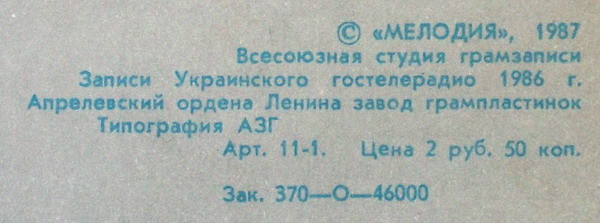 © «МЕЛОДИЯ», 1987
Всесоюзная студия грамзаписи
Записи Украинского гостелерадио 1986 г.
Апрелевский ордена Ленина завод грампластинок
Типография АЗГ
Арт. 11-1. Цена 2 руб. 50 коп.
Зак. 370—О—46000